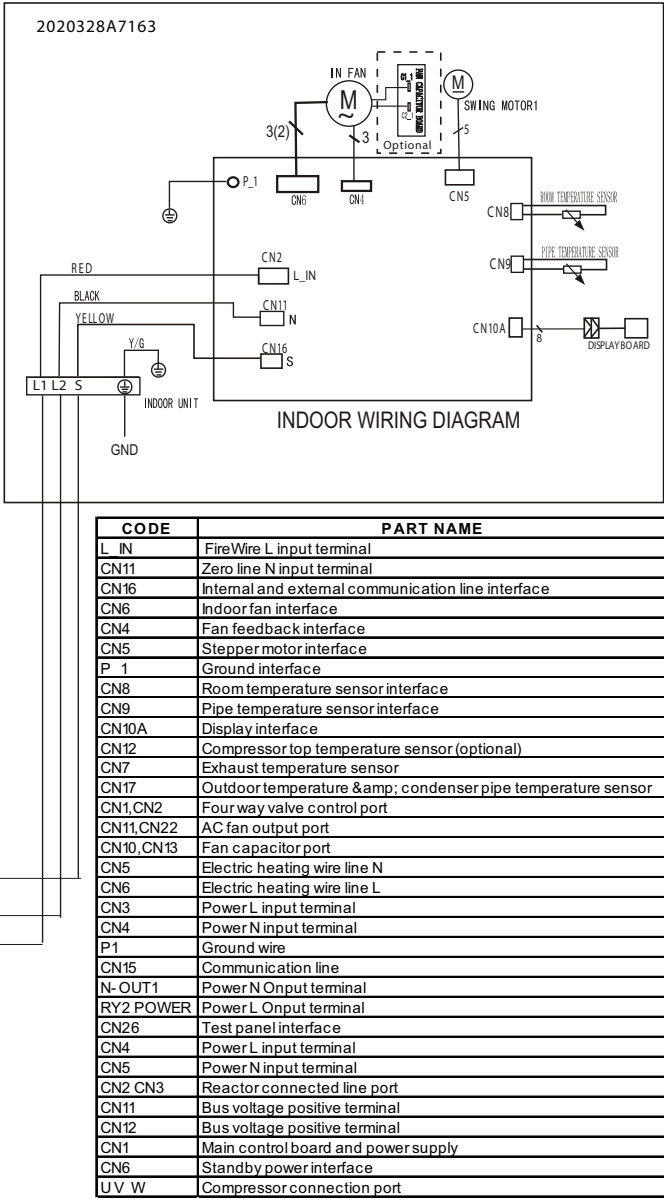 2020328A7163
IN FAN
M
~
FAN CAPACITOR BOARD
Optional
M
SWING MOTOR1
3(2)
3
5
P_1
CN6
CN4
CN5
CN8
ROOM TEMPERATURE SENSOR
CN9
PIPE TEMPERATURE SENSOR
CN10A
8
DISPLAY BOARD
RED
CN2
L_IN
BLACK
CN11
N
YELLOW
CN16
S
Y/G
L1 L2 S
INDOOR UNIT
GND
INDOOR WIRING DIAGRAM
CODE PART NAME
L_IN FireWire L input terminal
CN11 Zero line N input terminal
CN16 Internal and external communication line interface
CN6 Indoor fan interface
CN4 Fan feedback interface
CN5 Stepper motor interface
P_1 Ground interface
CN8 Room temperature sensor interface
CN9 Pipe temperature sensor interface
CN10A Display interface
CN12 Compressor top temperature sensor (optional)
CN7 Exhaust temperature sensor
CN17 Outdoor temperature &amp; condenser pipe temperature sensor
CN1,CN2 Four way valve control port
CN11,CN22 AC fan output port
CN10,CN13 Fan capacitor port
CN5 Electric heating wire line N
CN6 Electric heating wire line L
CN3 Power L input terminal
CN4 Power N input terminal
P1 Ground wire
CN15 Communication line
N-OUT1 Power N Onput terminal
RY2 POWER Power L Onput terminal
CN26 Test panel interface
CN4 Power L input terminal
CN5 Power N input terminal
CN2 CN3 Reactor connected line port
CN11 Bus voltage positive terminal
CN12 Bus voltage positive terminal
CN1 Main control board and power supply
CN6 Standby power interface
U V W Compressor connection port